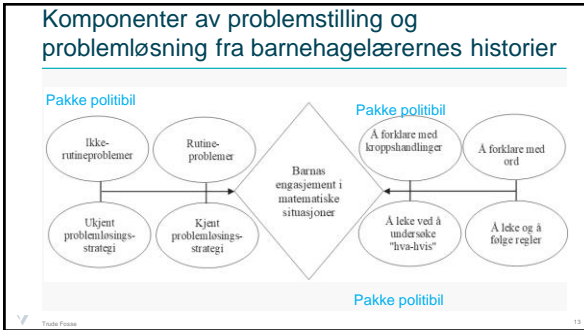 Komponenter av problemstilling og
problemløsning fra barnehagelærernes historier
Pakke politibil
Pakke politibil
Ikke-
rutineproblemer
Rutine-
problemer
Barnas
engasjement i
matematiske
situasjoner
Å forklare med
kroppshandlinger
Å forklare med
ord
Ukjent
problemløsings-
strategi
Kjent
problemløsings-
strategi
Å leke ved å
undersøke
"hva-hvis"
Å leke og å
følge regler
Pakke politibil
Trude Fosse
13